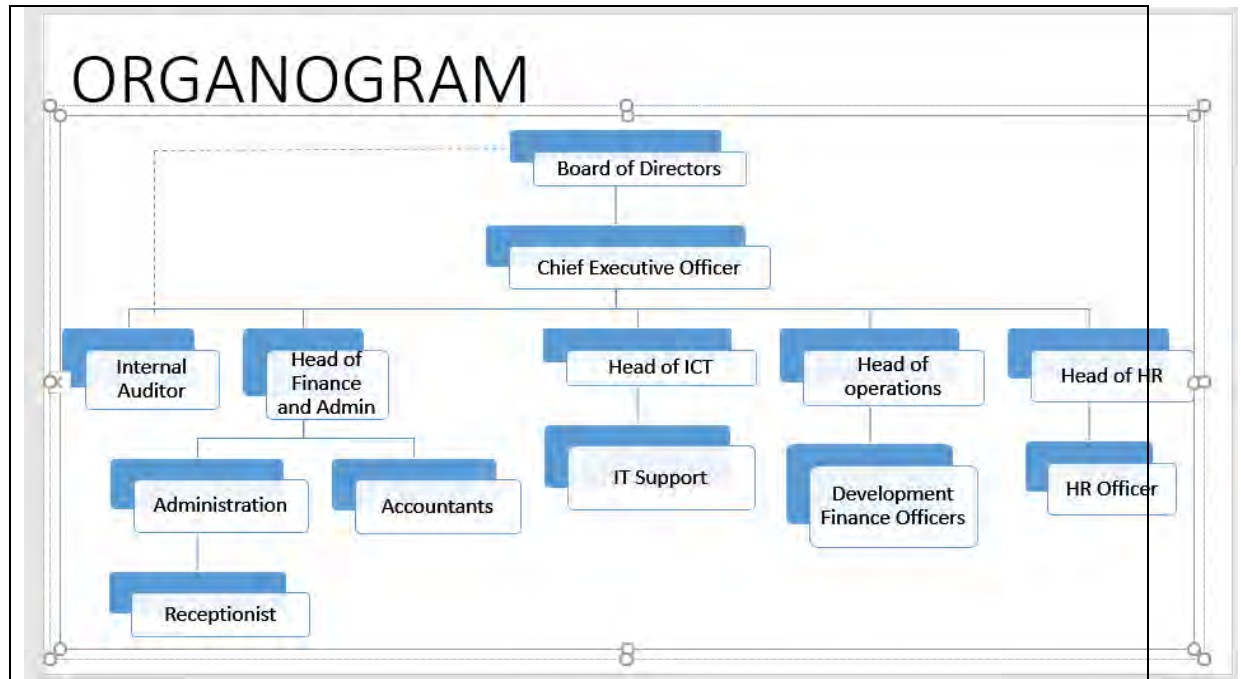 ORGANOGRAM
Board of Directors
Chief Executive Officer
Internal
Auditor
Head of
Finance
and Admin
Head of ICT
Head of
operations
Head of HR
Administration
Accountants
IT Support
Development
Finance Officers
HR Officer
Receptionist